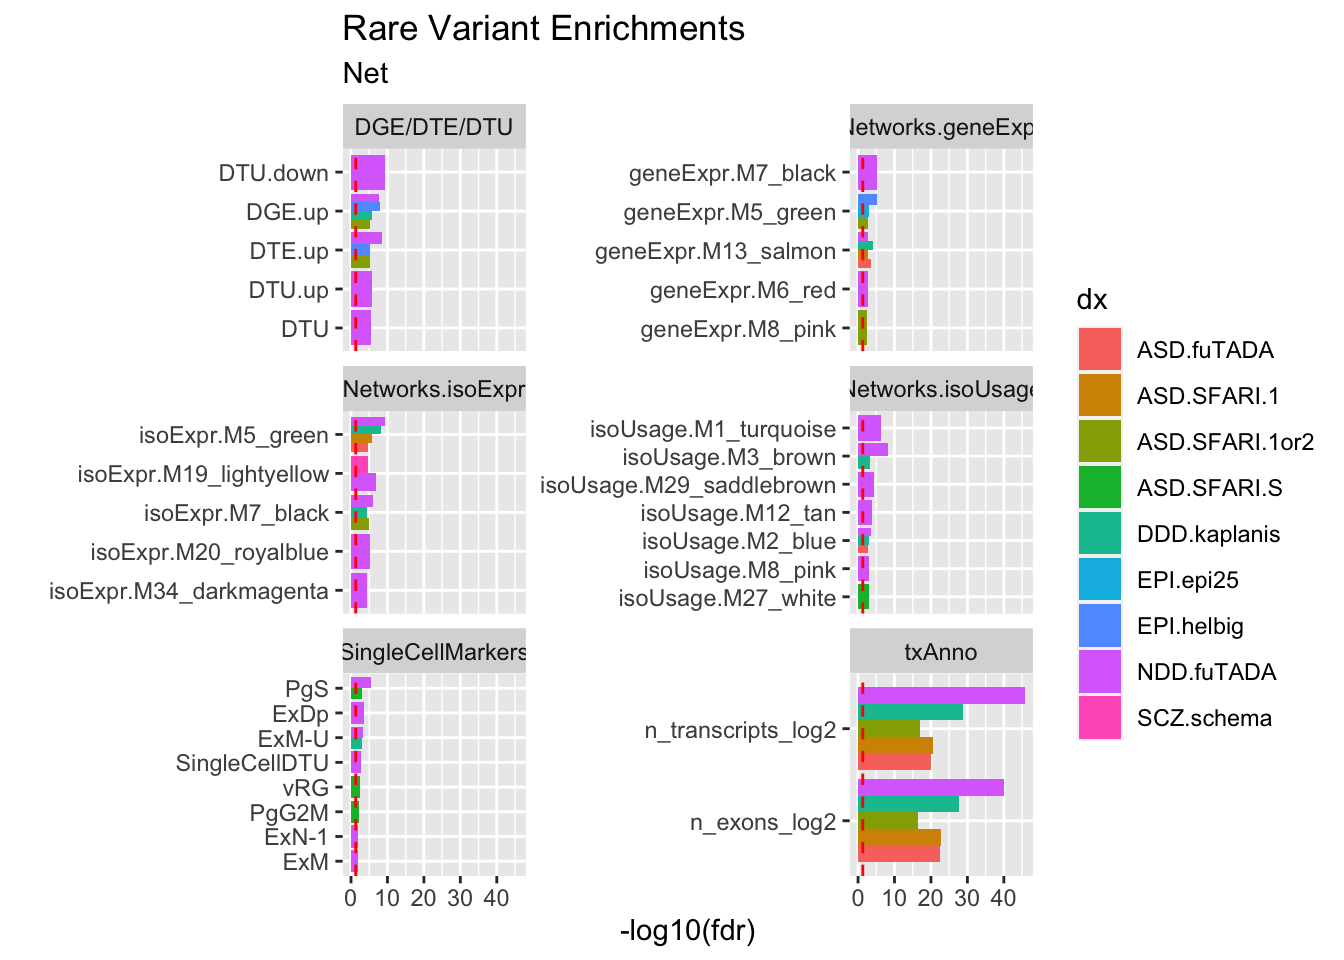 Rare Variant Enrichments
Net
DGE/DTE/DTU
DTU.down
DGE.up
DTE.up
DTU.up
DTU
Networks.geneExp
geneExpr.M7_black
geneExpr.M5_green
geneExpr.M13_salmon
geneExpr.M6_red
geneExpr.M8_pink
Networks.isoExpr
isoExpr.M5_green
isoExpr.M19_lightyellow
isoExpr.M7_black
isoExpr.M20_royalblue
isoExpr.M34_darkmagenta
Networks.isoUsage
isoUsage.M1_turquoise
isoUsage.M3_brown
isoUsage.M29_saddlebrown
isoUsage.M12_tan
isoUsage.M2_blue
isoUsage.M8_pink
isoUsage.M27_white
SingleCellMarkers
PgS
ExDp
ExM-U
SingleCellDTU
vRG
PgG2M
ExN-1
ExM
0 10 20 30 40
txAnno
n_transcripts_log2
n_exons_log2
0 10 20 30 40
-log10(fdr)
dx
ASD.fuTADA
ASD.SFARI.1
ASD.SFARI.1or2
ASD.SFARI.S
DDD.kaplanis
EPI.epi25
EPI.helbig
NDD.fuTADA
SCZ.schema